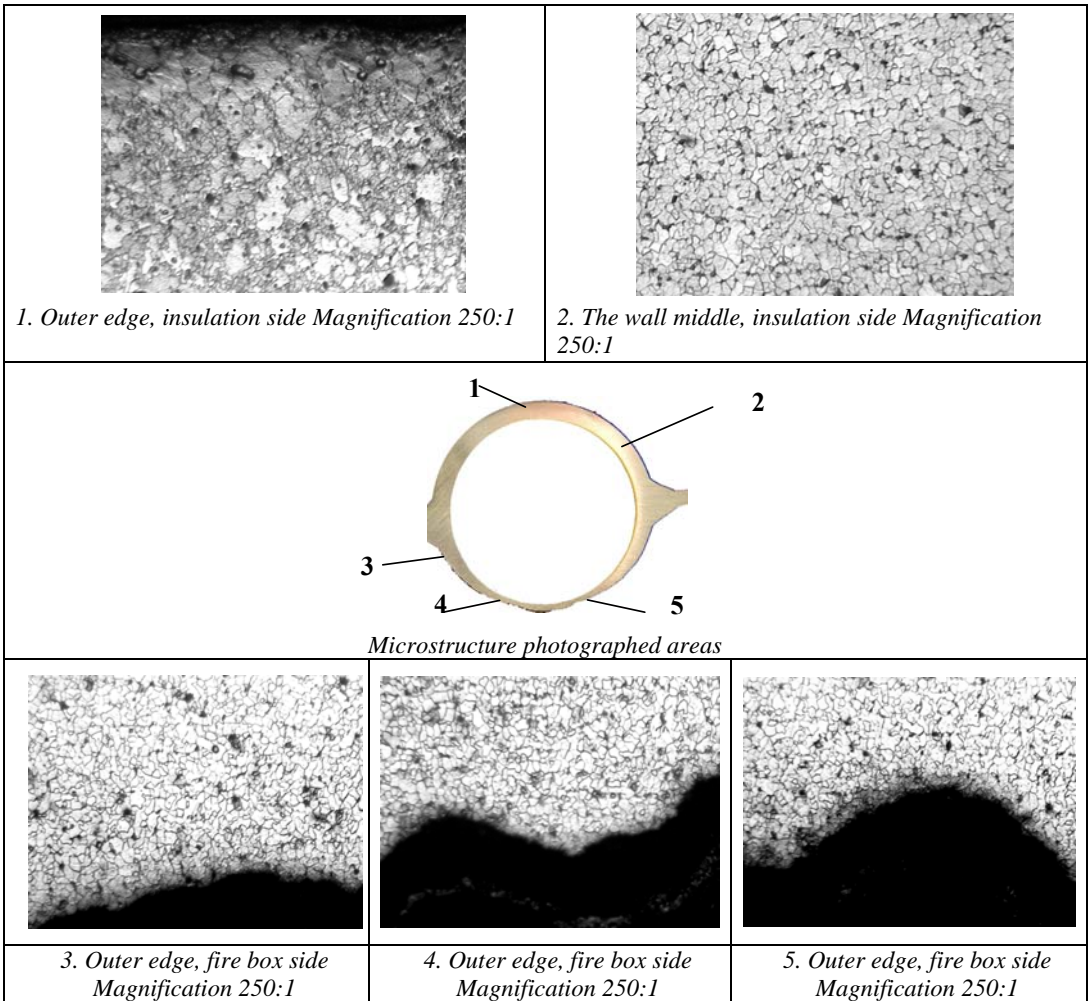 1. Outer edge, insulation side Magnification 250:1
2. The wall middle, insulation side Magnification
250:1
1
2
3
4
5
Microstructure photographed areas
3. Outer edge, fire box side
Magnification 250:1
4. Outer edge, fire box side
Magnification 250:1
5. Outer edge, fire box side
Magnification 250:1